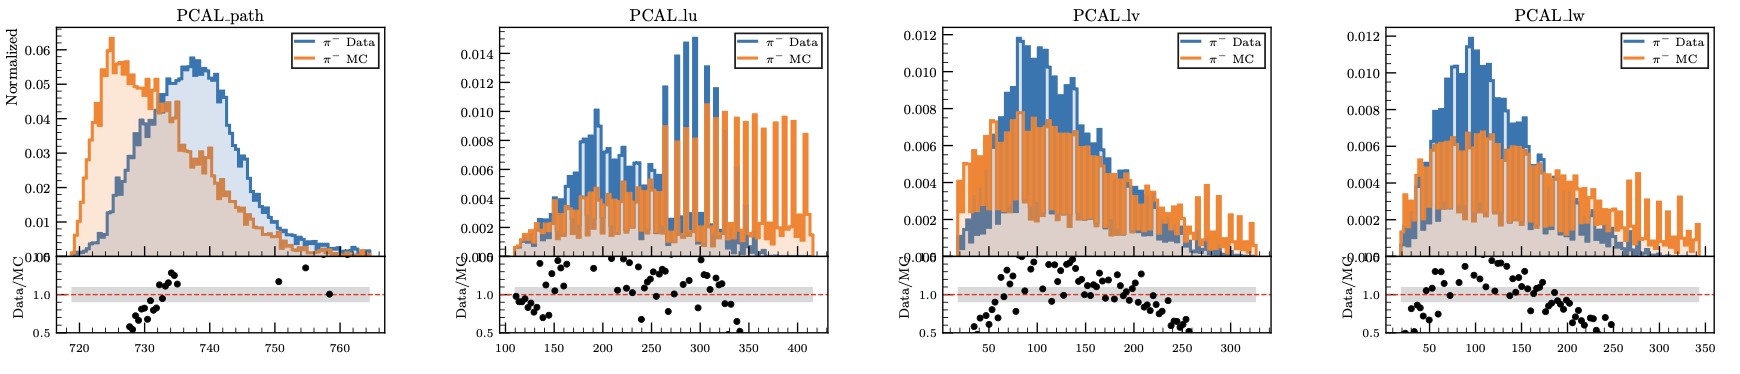 PCAL_path
Normalized
0.06
0.05
0.04
0.03
0.02
0.01
π⁻ Data
π⁻ MC
Data/MC
1.0
0.5
720 730 740 750 760
PCAL_lu
0.014
0.012
0.010
0.008
0.006
0.004
0.002
π⁻ Data
π⁻ MC
Data/MC
1.0
0.5
100 150 200 250 300 350 400
PCAL_lv
0.012
0.010
0.008
0.006
0.004
0.002
π⁻ Data
π⁻ MC
Data/MC
1.0
0.5
50 100 150 200 250 300
PCAL_lw
0.012
0.010
0.008
0.006
0.004
0.002
π⁻ Data
π⁻ MC
Data/MC
1.0
0.5
50 100 150 200 250 300 350